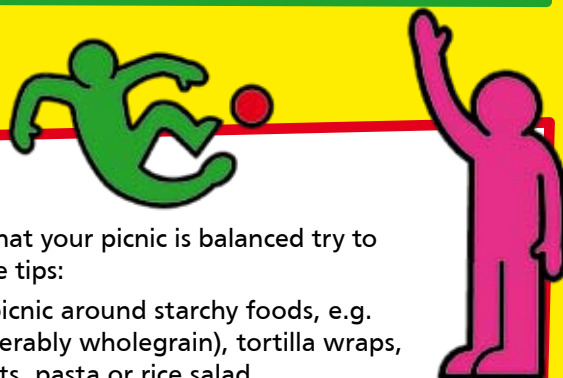 hat your picnic is balanced try to
e tips:
icnic around starchy foods, e.g.
erably wholegrain), tortilla wraps,
ts, pasta or rice salad